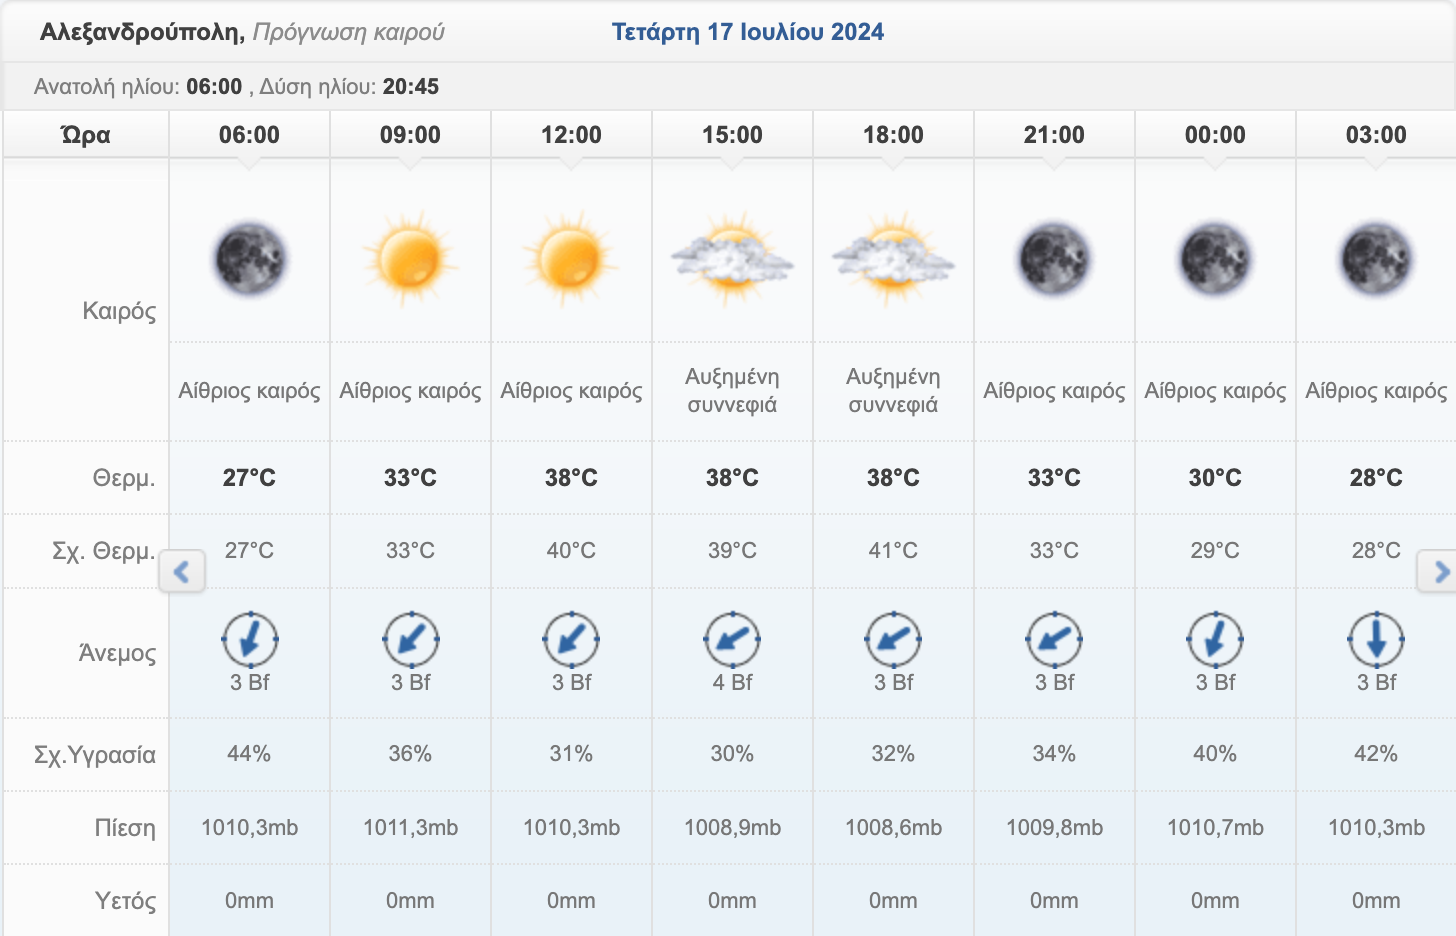 Αλεξανδρούπολη, Πρόγνωση καιρού Τετάρτη 17 Ιουλίου 2024
Ανατολή ηλίου: 06:00 , Δύση ηλίου: 20:45
Ώρα 06:00 09:00 12:00 15:00 18:00 21:00 00:00 03:00
Καιρός
Αίθριος καιρός Αίθριος καιρός Αίθριος καιρός Αυξημένη συννεφιά Αυξημένη συννεφιά Αίθριος καιρός Αίθριος καιρός Αίθριος καιρός
Θερμ. 27°C 33°C 38°C 38°C 38°C 33°C 30°C 28°C
Σχ. Θερμ. 27°C 33°C 40°C 39°C 41°C 33°C 29°C 28°C
Άνεμος 3 Bf 3 Bf 3 Bf 4 Bf 3 Bf 3 Bf 3 Bf 3 Bf
Σχ.Υγρασία 44% 36% 31% 30% 32% 34% 40% 42%
Πίεση 1010,3mb 1011,3mb 1010,3mb 1008,9mb 1008,6mb 1009,8mb 1010,7mb 1010,3mb
Υετός 0mm 0mm 0mm 0mm 0mm 0mm 0mm 0mm